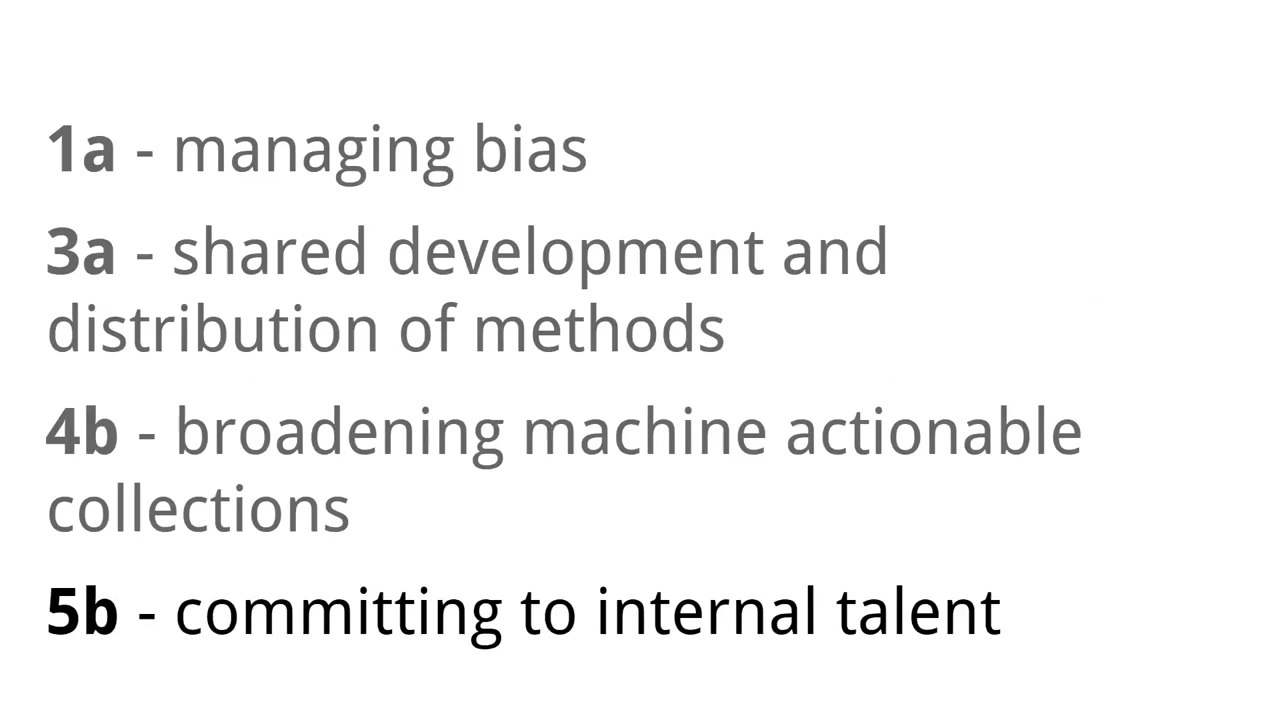 1a - managing bias
3a - shared development and
distribution of methods
4b - broadening machine actionable
collections
5b - committing to internal talent